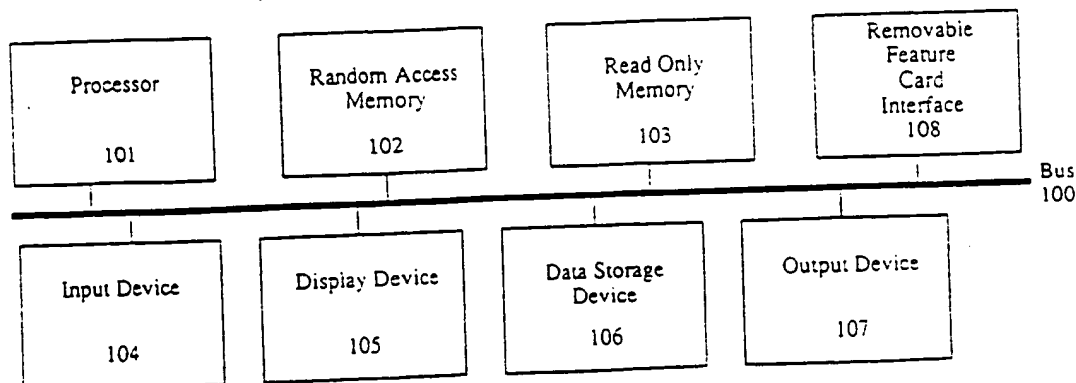 Processor
101
Random Access
Memory
102
Read Only
Memory
103
Removable
Feature
Card
Interface
108
Bus
100
Input Device
104
Display Device
105
Data Storage
Device
106
Output Device
107